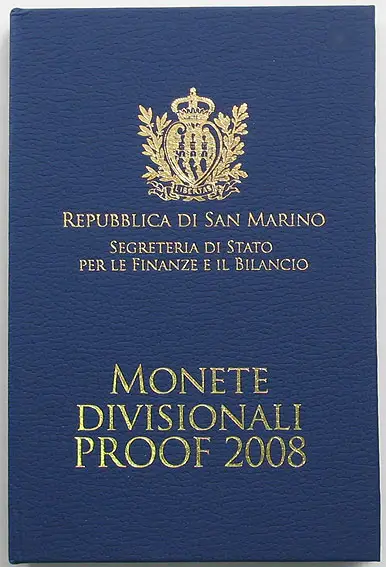 LIBERTAS
REPUBBLICA DI SAN MARINO
SEGRETERIA DI STATO
PER LE FINANZE E IL BILANCIO
MONETE
DIVISIONALI
PROOF 2008